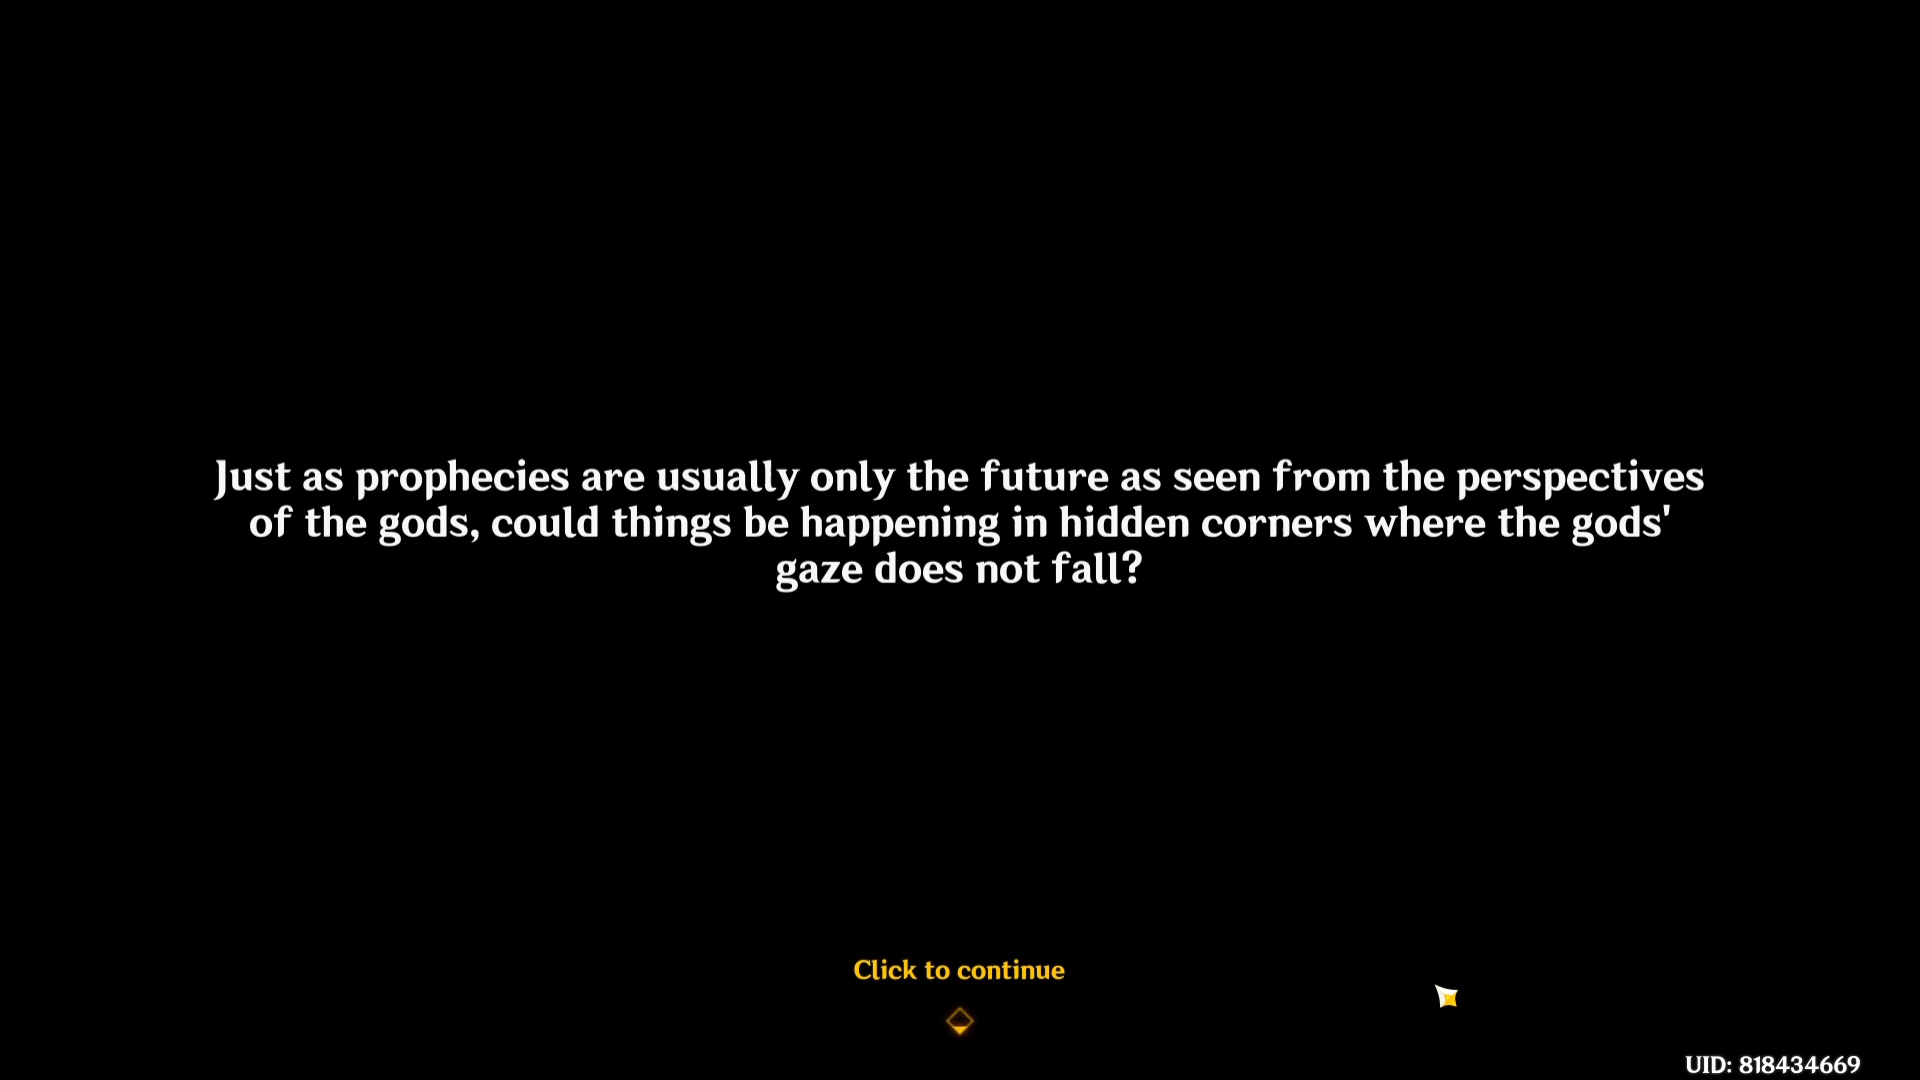 Just as prophecies are usually only the future as seen from the perspectives
of the gods, could things be happening in hidden corners where the gods'
gaze does not fall?
Click to continue
UID: 818434669